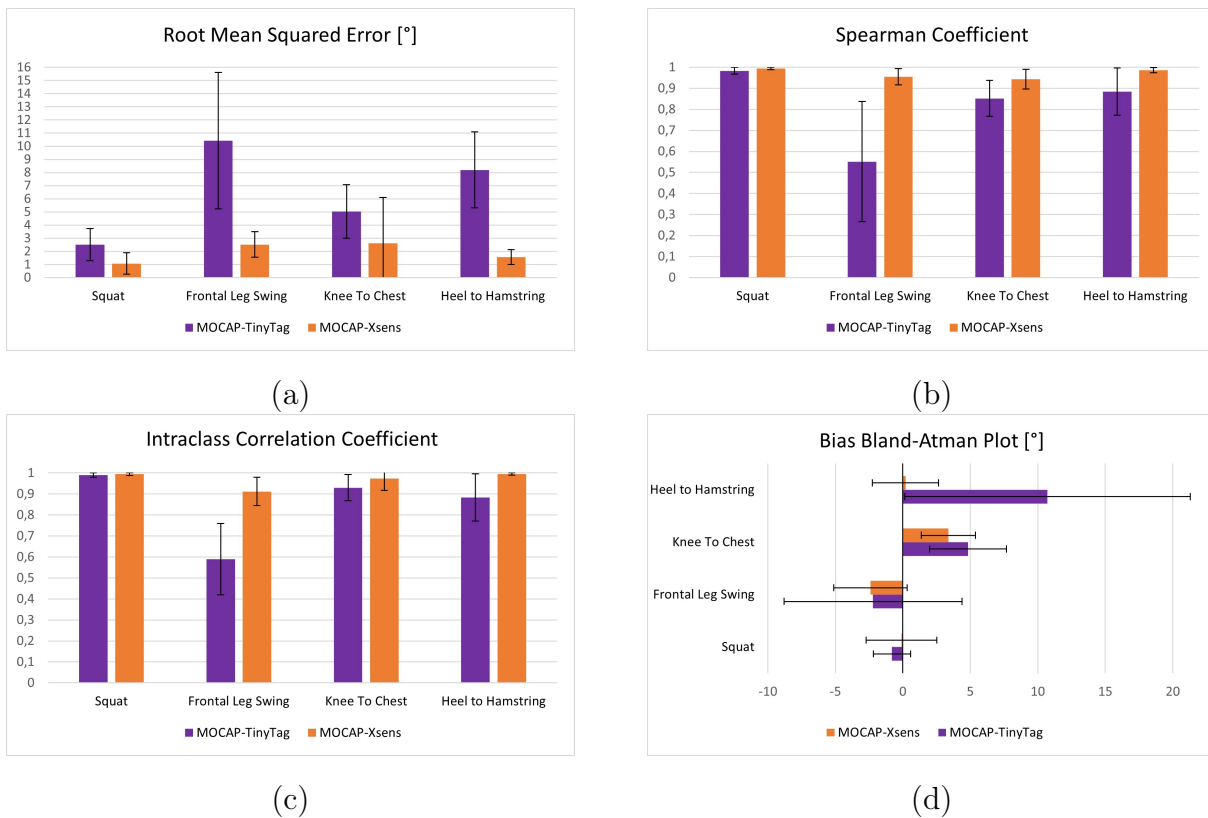 Root Mean Squared Error [°]
16
15
14
13
12
11
10
9
8
7
6
5
4
3
2
1
0
Squat Frontal Leg Swing Knee To Chest Heel to Hamstring
MOCAP-TinyTag MOCAP-Xsens
(a)
Spearman Coefficient
1
0,9
0,8
0,7
0,6
0,5
0,4
0,3
0,2
0,1
0
Squat Frontal Leg Swing Knee To Chest Heel to Hamstring
MOCAP-TinyTag MOCAP-Xsens
(b)
Intraclass Correlation Coefficient
1
0,9
0,8
0,7
0,6
0,5
0,4
0,3
0,2
0,1
0
Squat Frontal Leg Swing Knee To Chest Heel to Hamstring
MOCAP-TinyTag MOCAP-Xsens
(c)
Bias Bland-Atman Plot [°]
Heel to Hamstring
Knee To Chest
Frontal Leg Swing
Squat
-10 -5 0 5 10 15 20
MOCAP-Xsens MOCAP-TinyTag
(d)